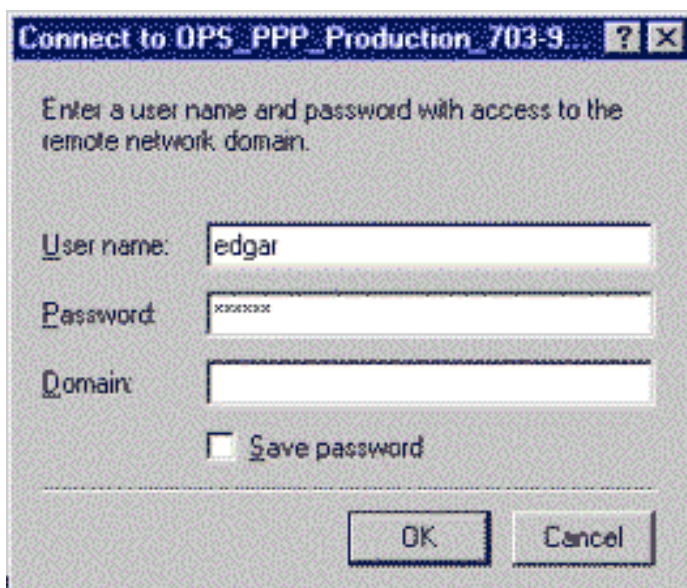 Connect to OPS_PPP_Production_703-9... ? X
Enter a user name and password with access to the
remote network domain.
User name: edgar
Password: ******
Domain:
Save password
OK Cancel